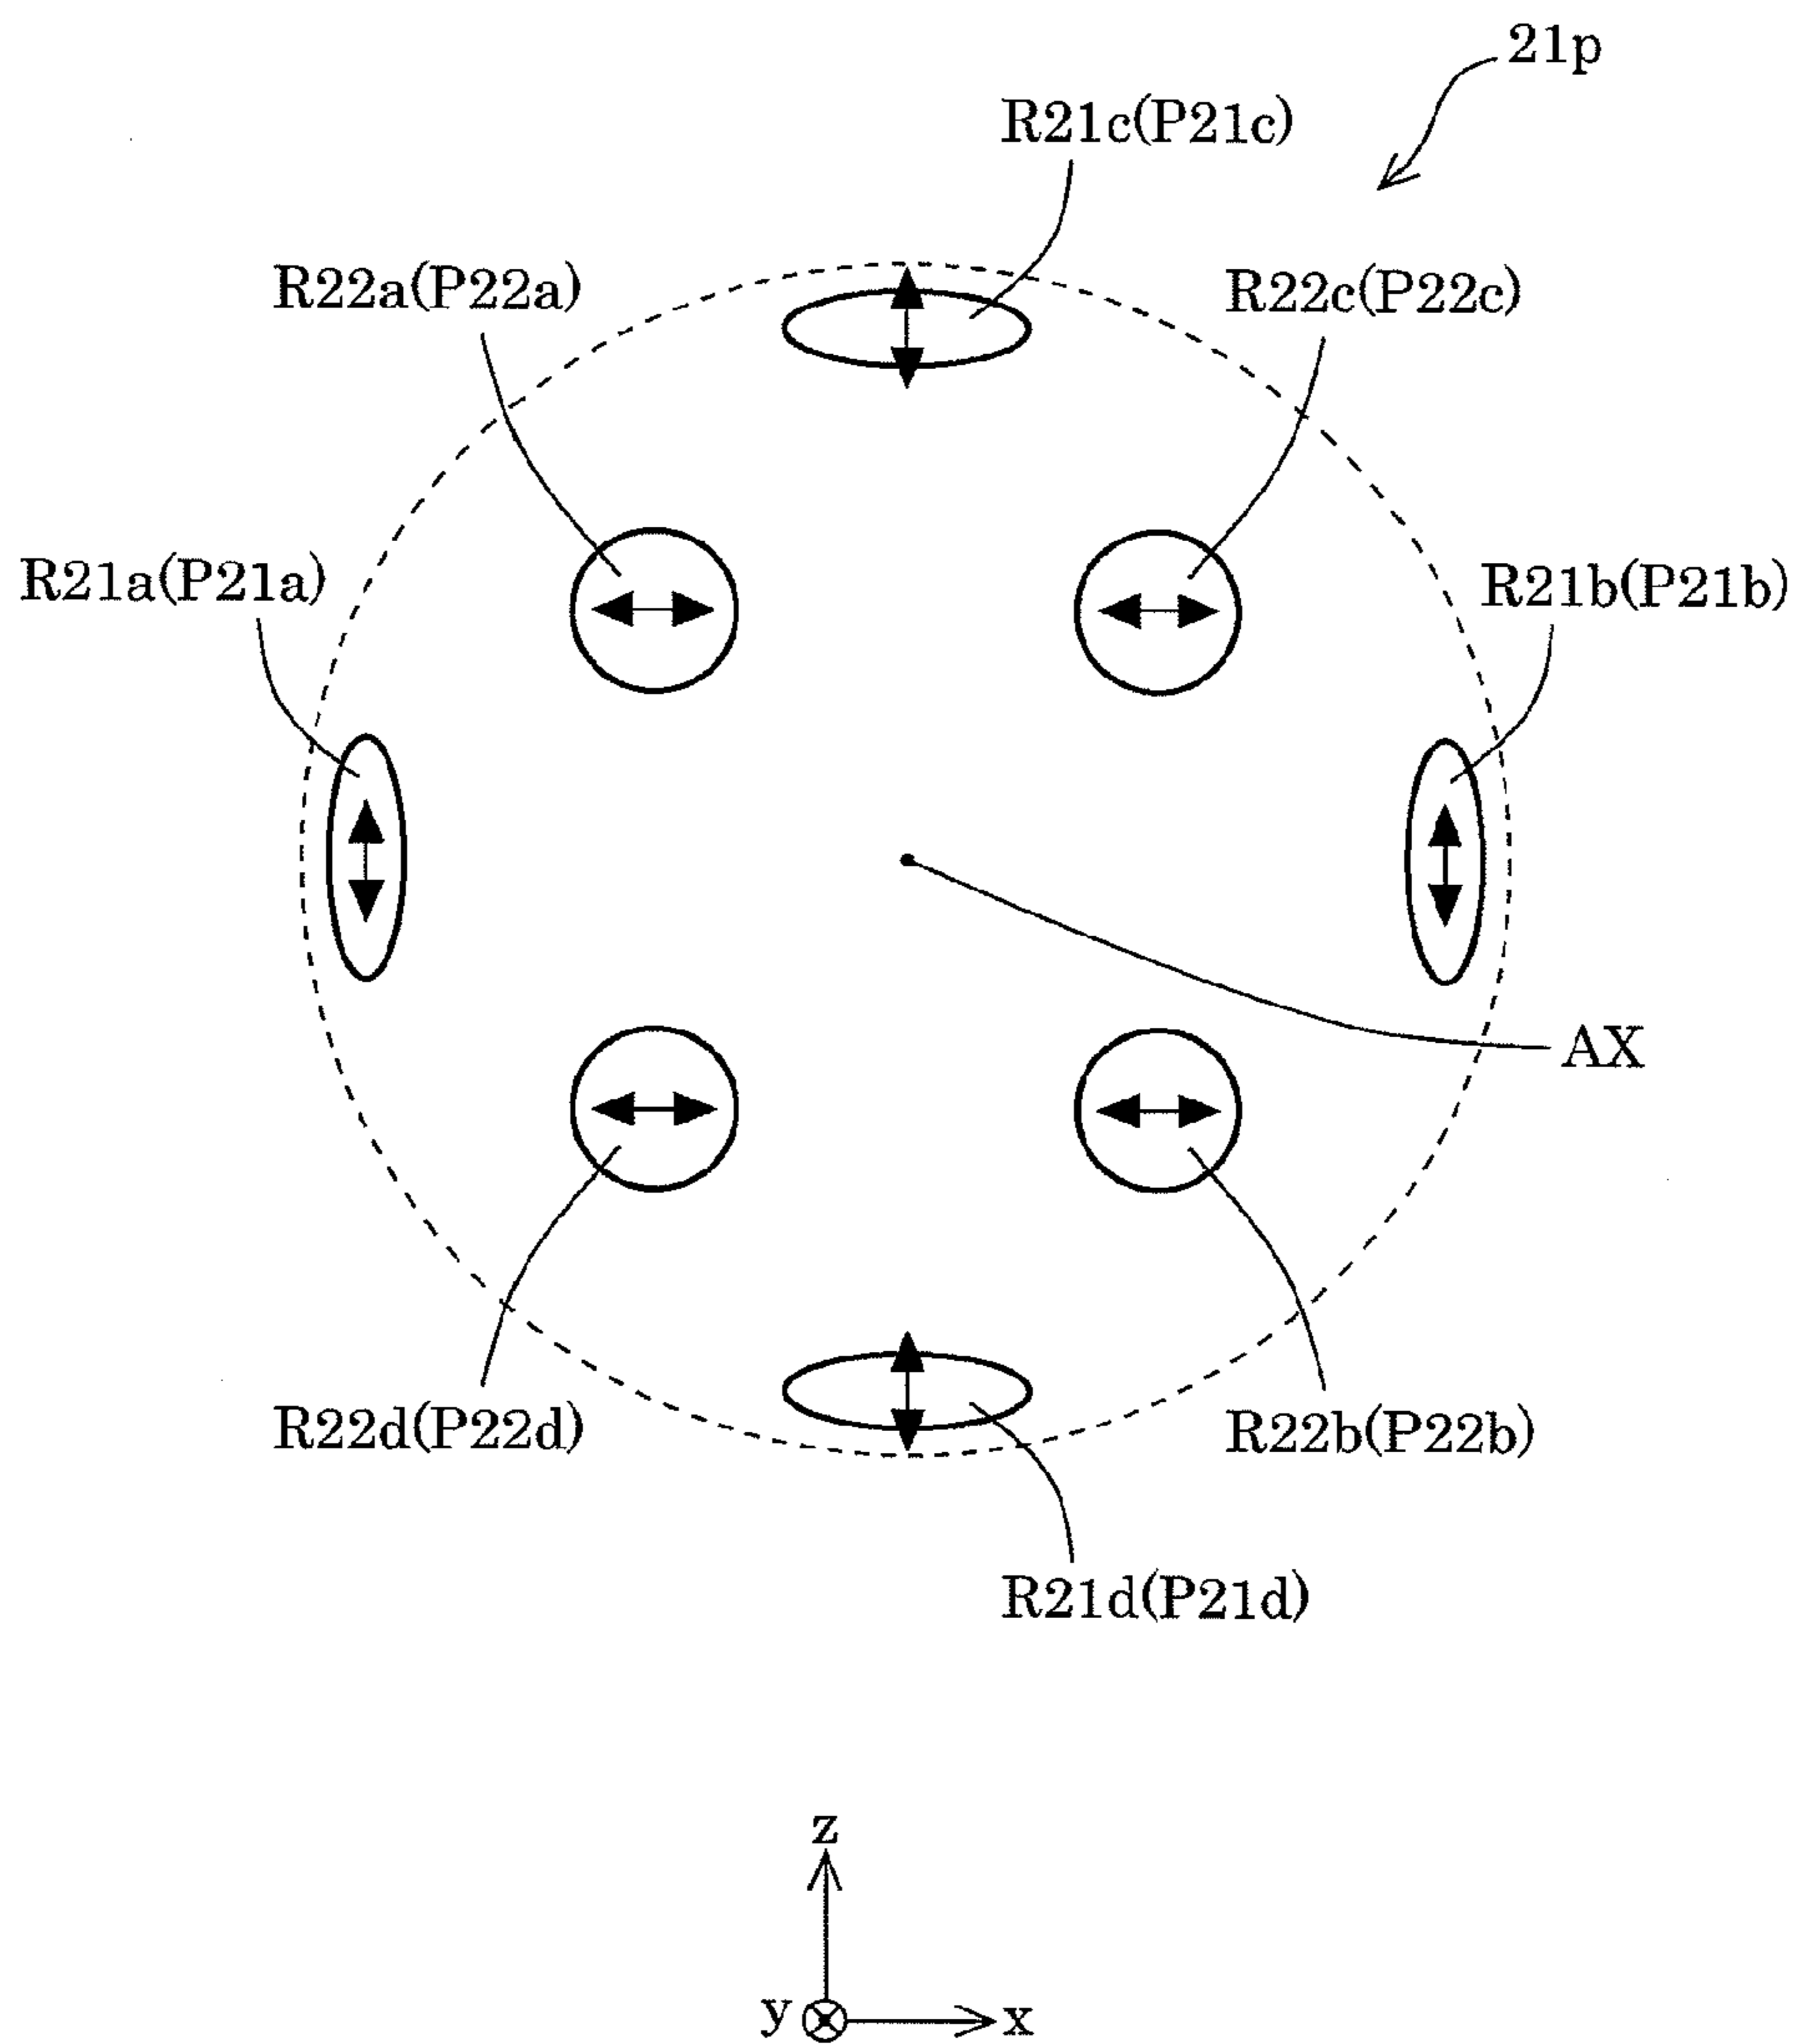 21p
R21c(P21c)
R22a(P22a)
R22c(P22c)
R21a(P21a)
R21b(P21b)
AX
R22d(P22d)
R22b(P22b)
R21d(P21d)
z
y
x